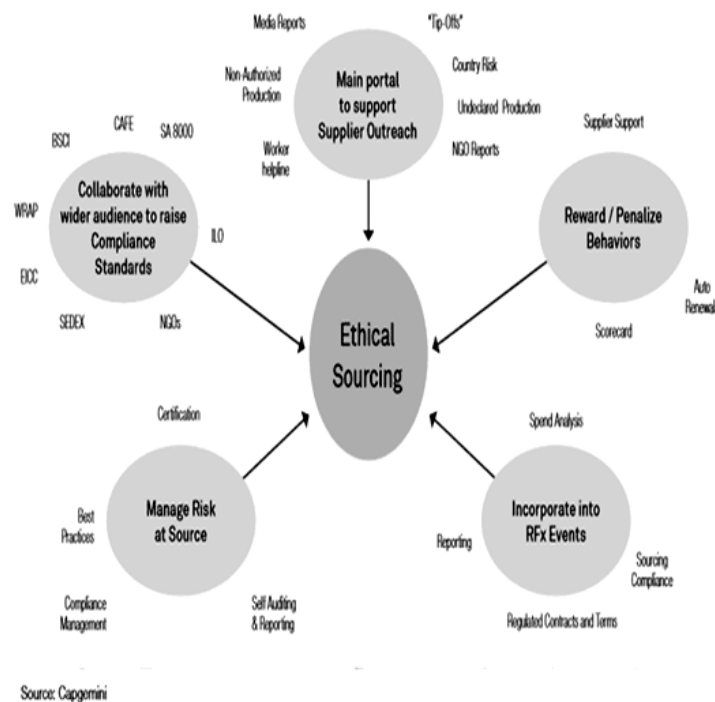 Media Reports
"Tip-Offs"
Non-Authorized
Production
Main portal
to support
Supplier Outreach
Country Risk
Undeclared Production
Worker
helpline
NGO Reports
CAFE
SA 8000
BSCI
WRAP
Collaborate with
wider audience to raise
Compliance
Standards
ILO
EICC
SEDEX
NGOs
Supplier Support
Reward / Penalize
Behaviors
Auto
Renewal
Scorecard
Ethical
Sourcing
Certification
Manage Risk
at Source
Best
Practices
Compliance
Management
Self Auditing
& Reporting
Spend Analysis
Incorporate into
RFx Events
Reporting
Sourcing
Compliance
Regulated Contracts and Terms
Source: Capgemini